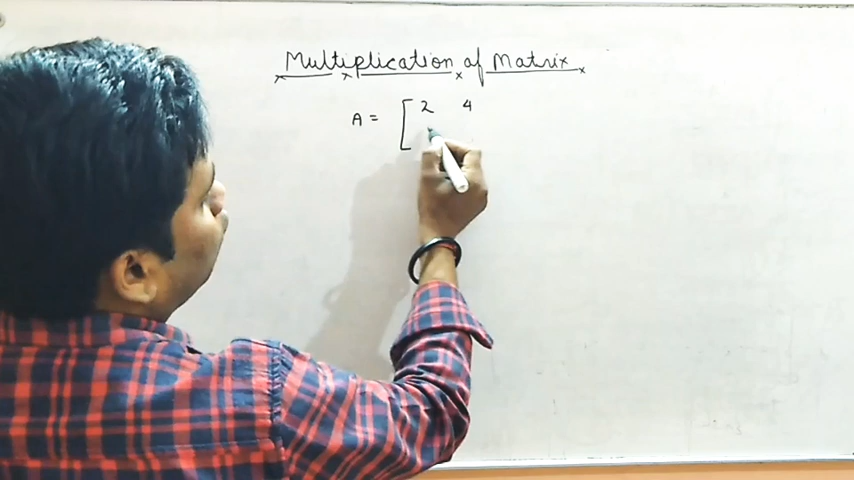 Multiplication of Matrix
A = [ 2 4